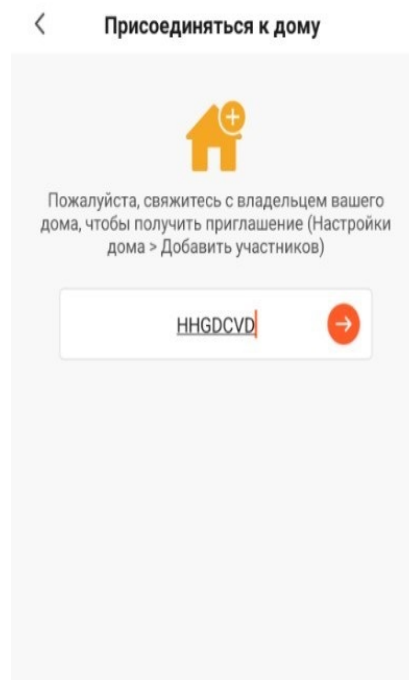 Присоединяться к дому
Пожалуйста, свяжитесь с владельцем вашего
дома, чтобы получить приглашение (Настройки
дома > Добавить участников)
HHGDCVD